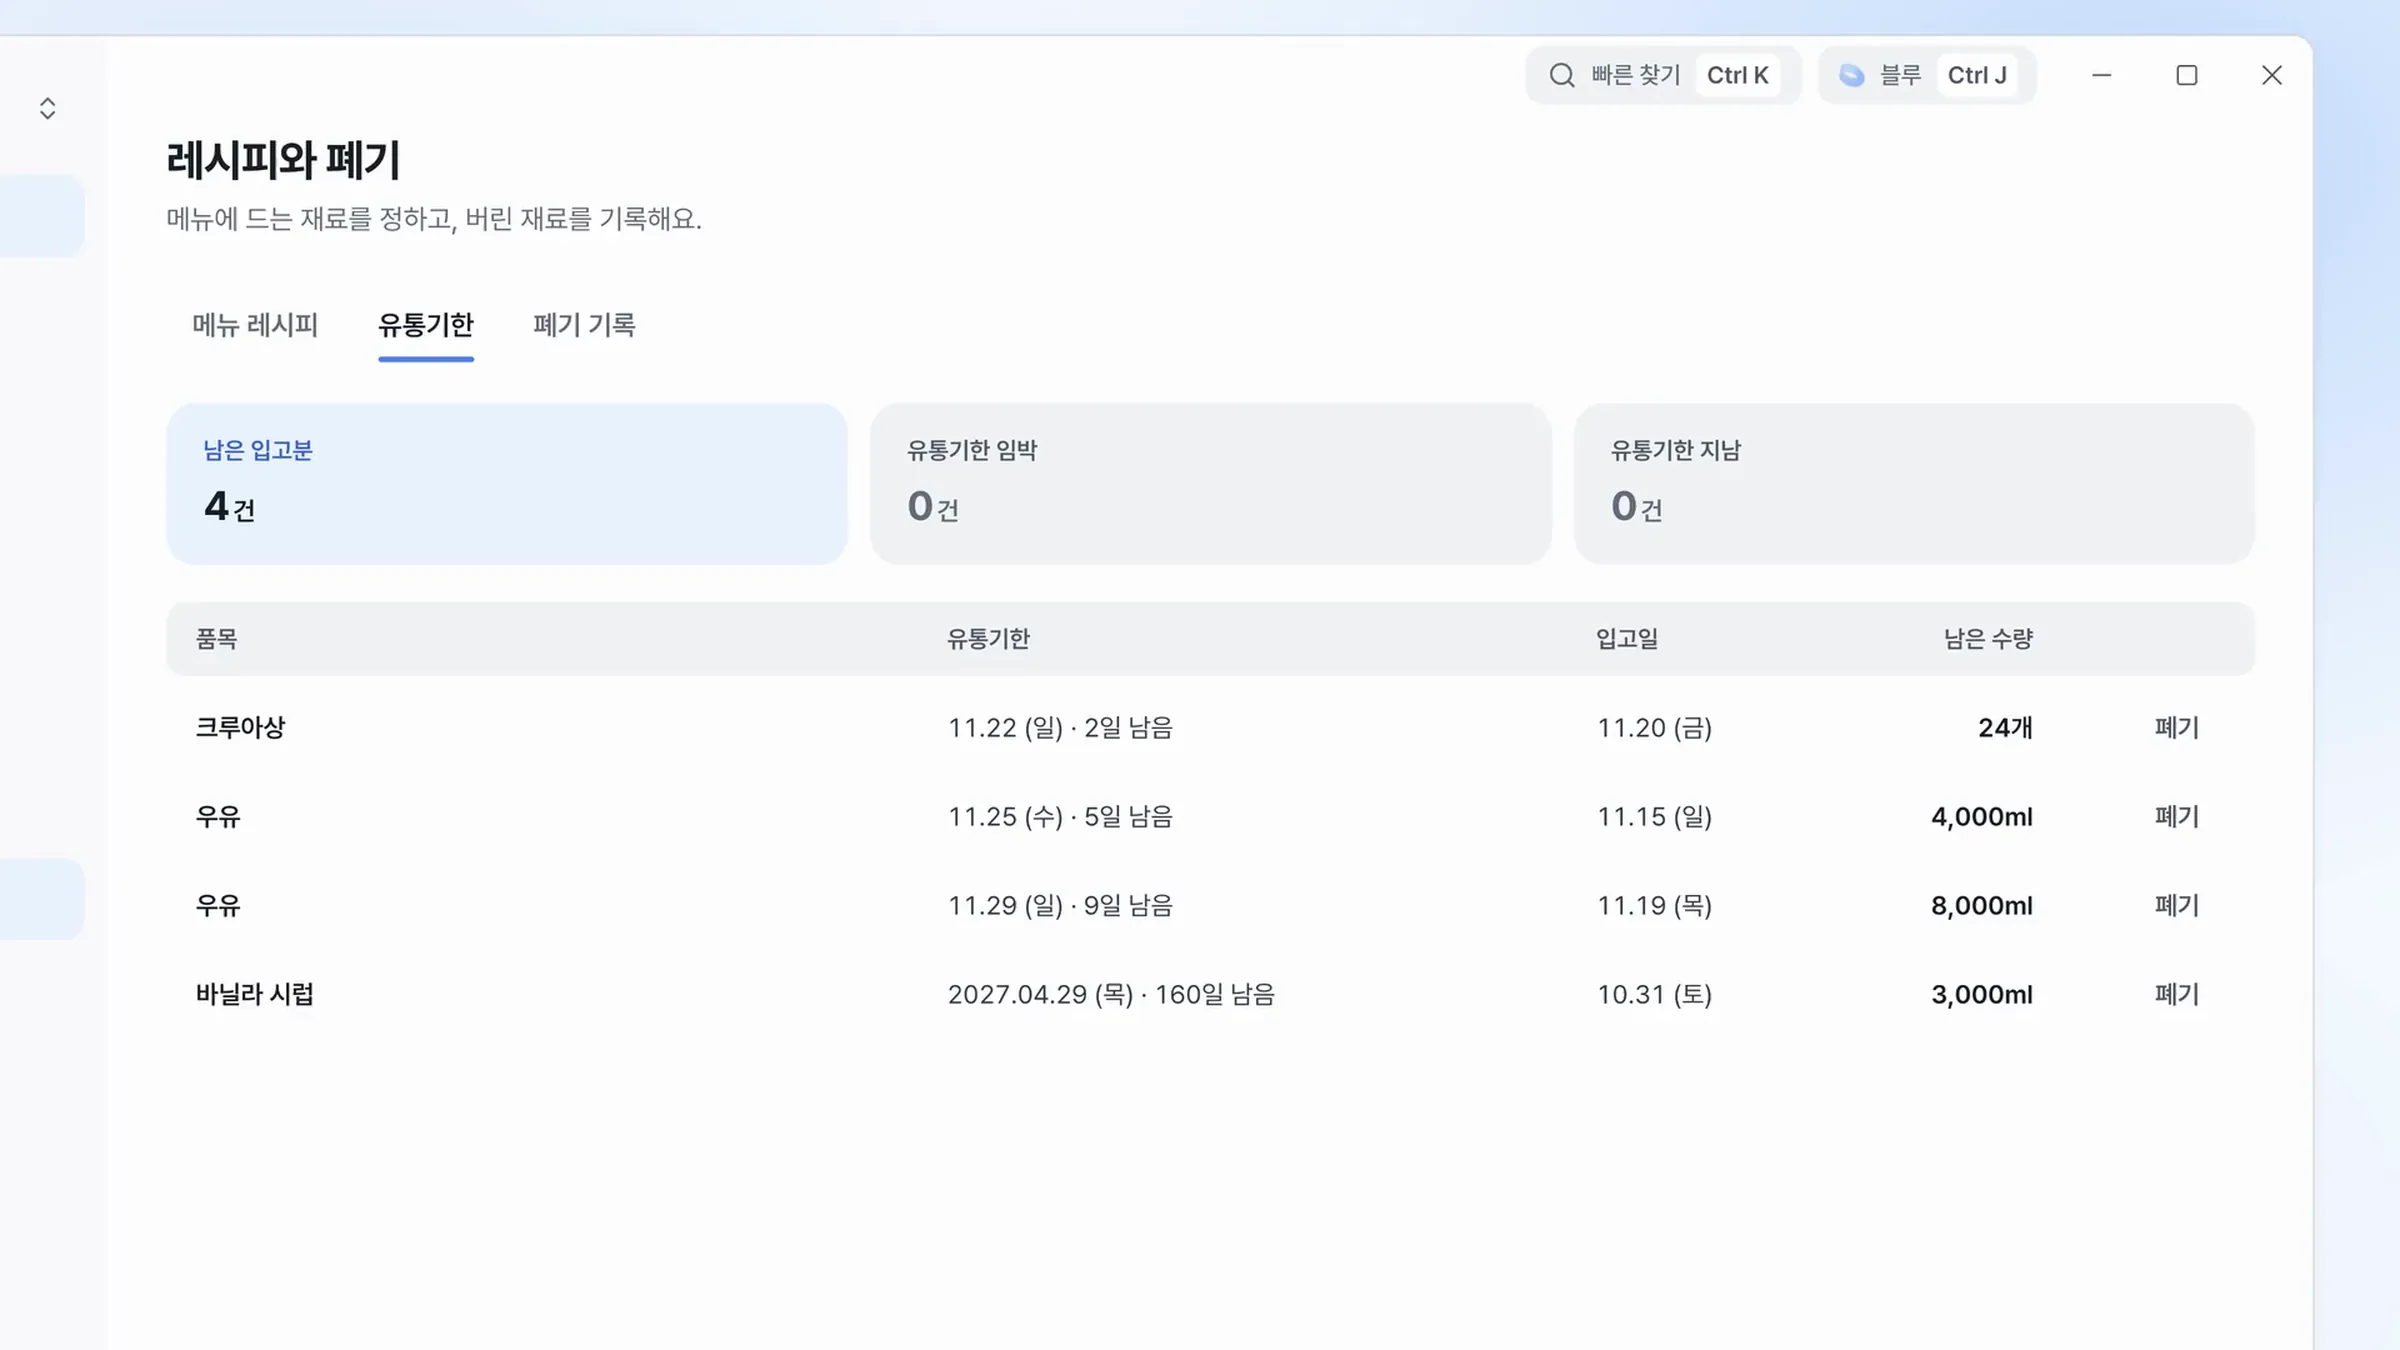 빠른 찾기 Ctrl K 블루 Ctrl J
레시피와 폐기
메뉴에 드는 재료를 정하고, 버린 재료를 기록해요.
메뉴 레시피 유통기한 폐기 기록
남은 입고분 유통기한 임박 유통기한 지남
4건 0건 0건
품목 유통기한 입고일 남은 수량
크루아상 11.22 (일) · 2일 남음 11.20 (금) 24개 폐기
우유 11.25 (수) · 5일 남음 11.15 (일) 4,000ml 폐기
우유 11.29 (일) · 9일 남음 11.19 (목) 8,000ml 폐기
바닐라 시럽 2027.04.29 (목) · 160일 남음 10.31 (토) 3,000ml 폐기